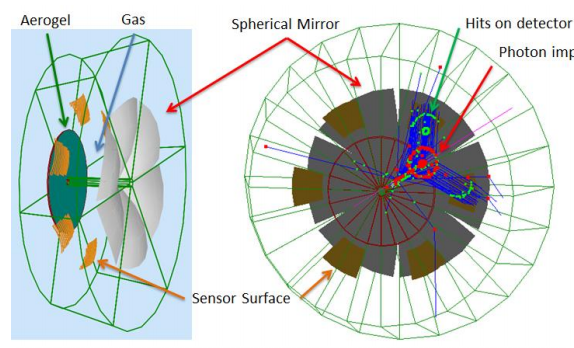 Aerogel
Gas
Spherical Mirror
Hits on detector
Photon imp
Sensor Surface